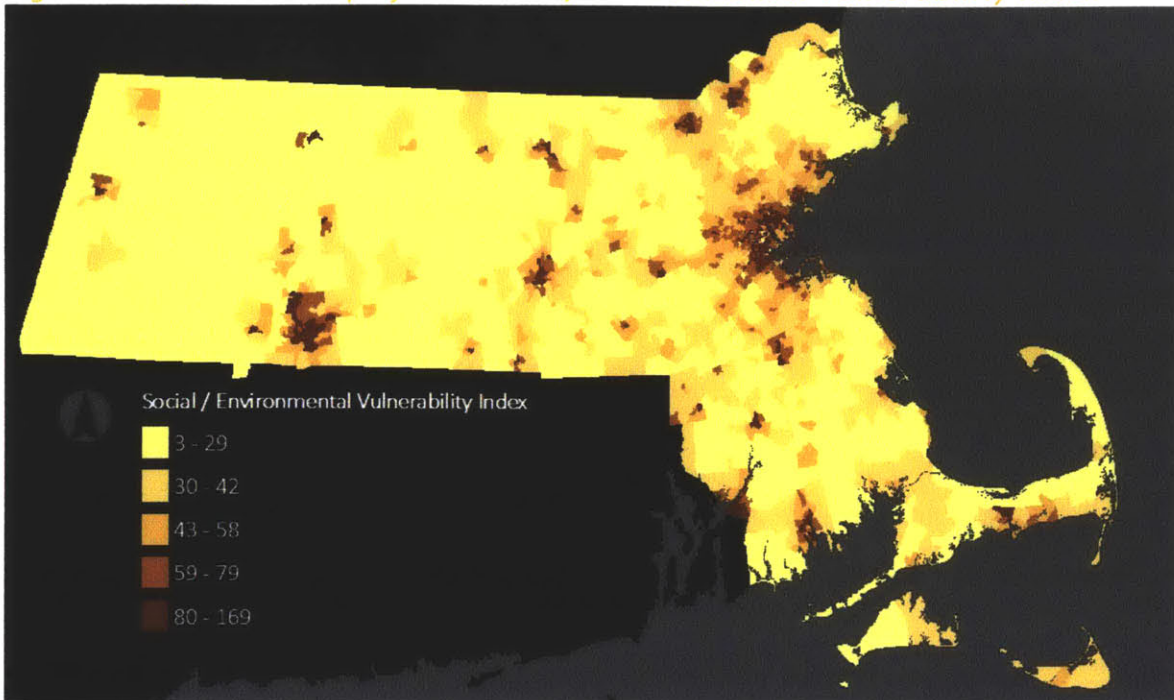 Social / Environmental Vulnerability Index
3 - 29
30 - 42
43 - 58
59 - 79
80 - 169